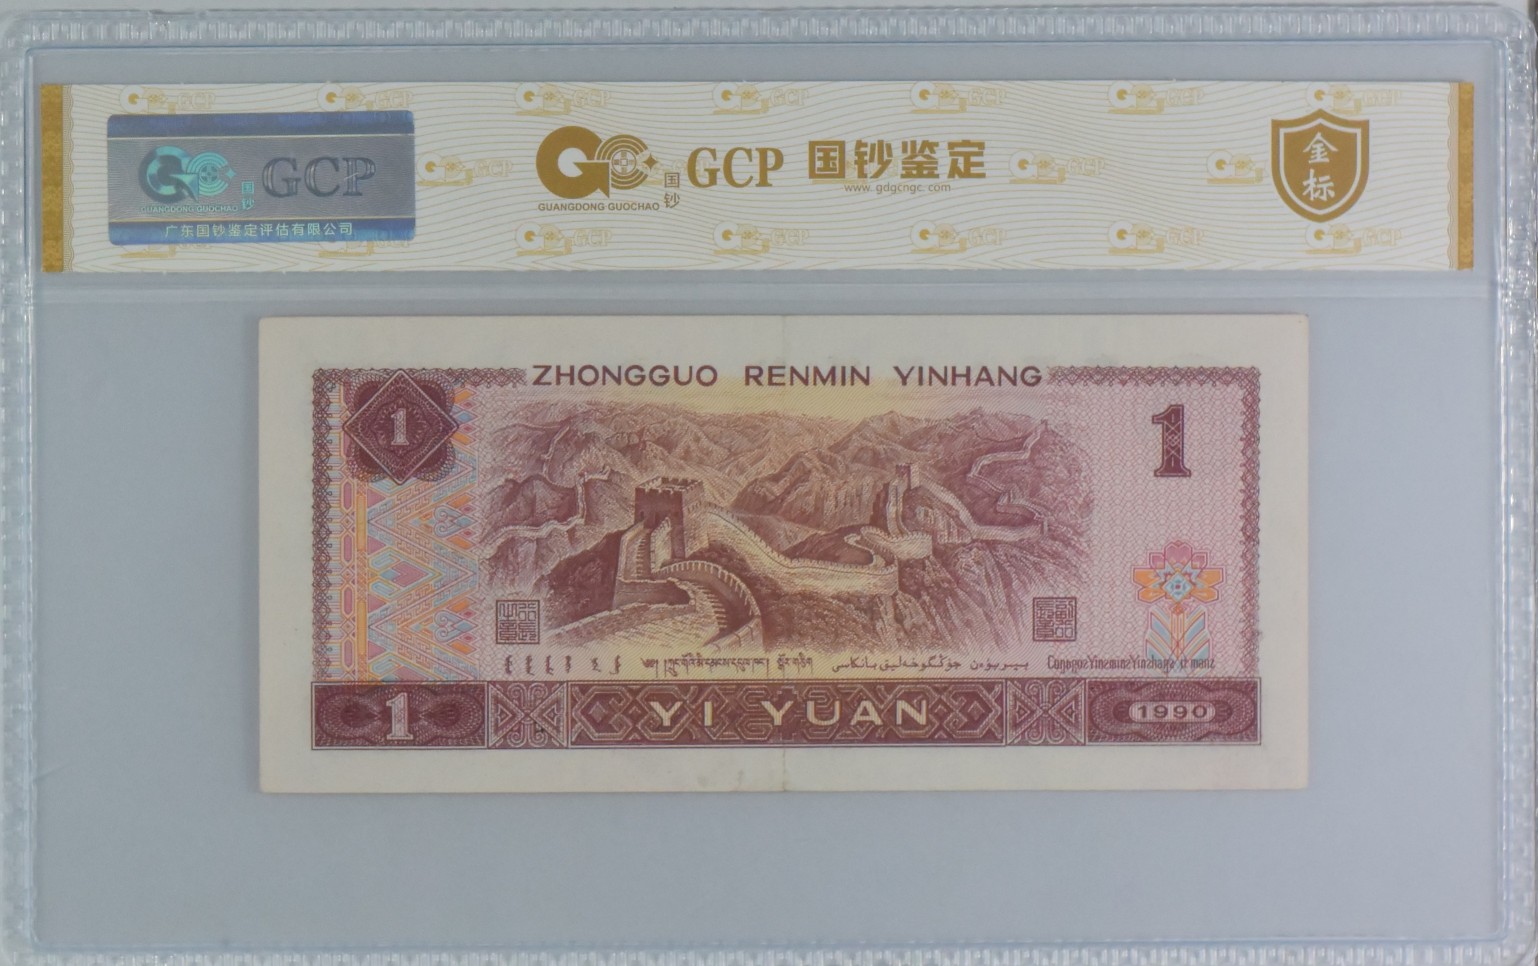 GCP
国钞
GUANGDONG GUOCHAO
广东国钞鉴定评估有限公司
GCP 国钞鉴定
国钞
www.gdgcngc.com
GUANGDONG GUOCHAO
金标
ZHONGGUO RENMIN YINHANG
1
1
1
YI YUAN
1990